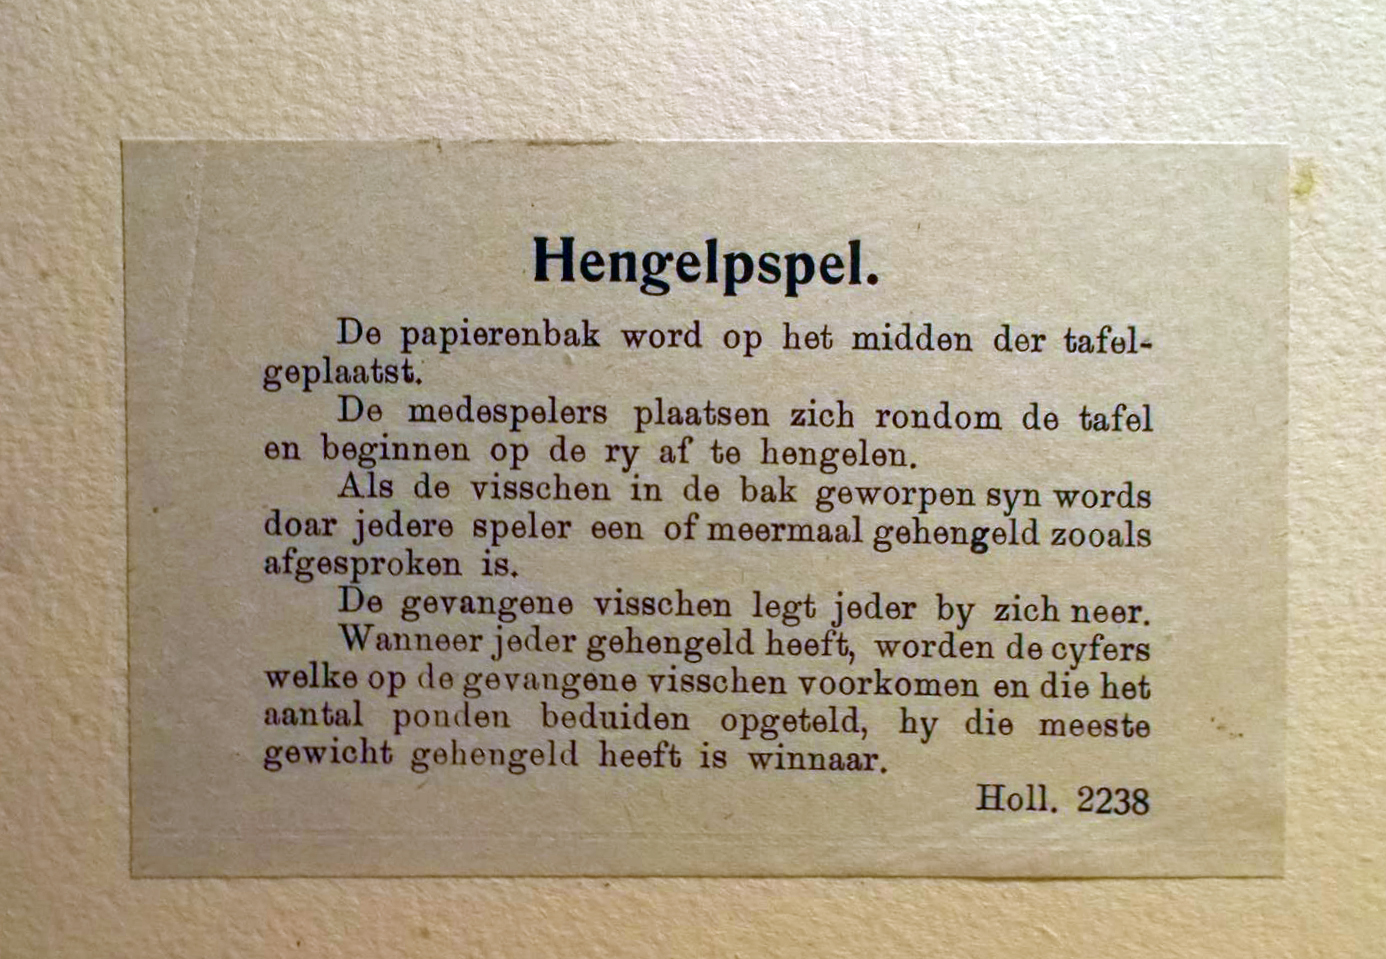 Hengelpspel.
De papierenbak word op het midden der tafel-
geplaatst.
De medespelers plaatsen zich rondom de tafel
en beginnen op de ry af te hengelen.
Als de visschen in de bak geworpen syn words
doar jedere speler een of meermaal gehengeld zooals
afgesproken is.
De gevangene visschen legt jeder by zich neer.
Wanneer jeder gehengeld heeft, worden de cyfers
welke op de gevangene visschen voorkomen en die het
aantal ponden beduiden opgeteld, hy die meeste
gewicht gehengeld heeft is winnaar.
Holl. 2238